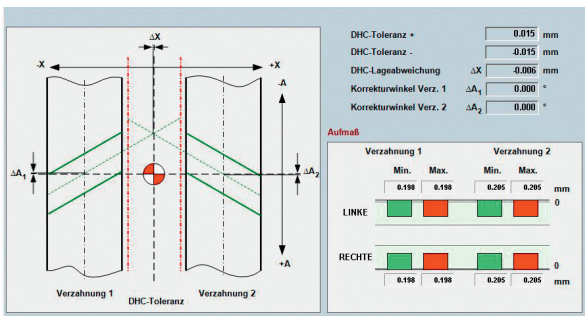 ΔX
-X
+X
-A
ΔA1
ΔA2
+A
Verzahnung 1
DHC-Toleranz
Verzahnung 2
DHC-Toleranz + 0.015 mm
DHC-Toleranz - -0.015 mm
DHC-Lageabweichung ΔX -0.006 mm
Korrekturwinkel Verz. 1 ΔA1 0.000 °
Korrekturwinkel Verz. 2 ΔA2 0.000 °
Aufmaß
Verzahnung 1 Verzahnung 2
Min. Max. Min. Max.
0.198 0.198 0.205 0.205 mm
LINKE 0
RECHTE 0
0.198 0.198 0.205 0.205 mm